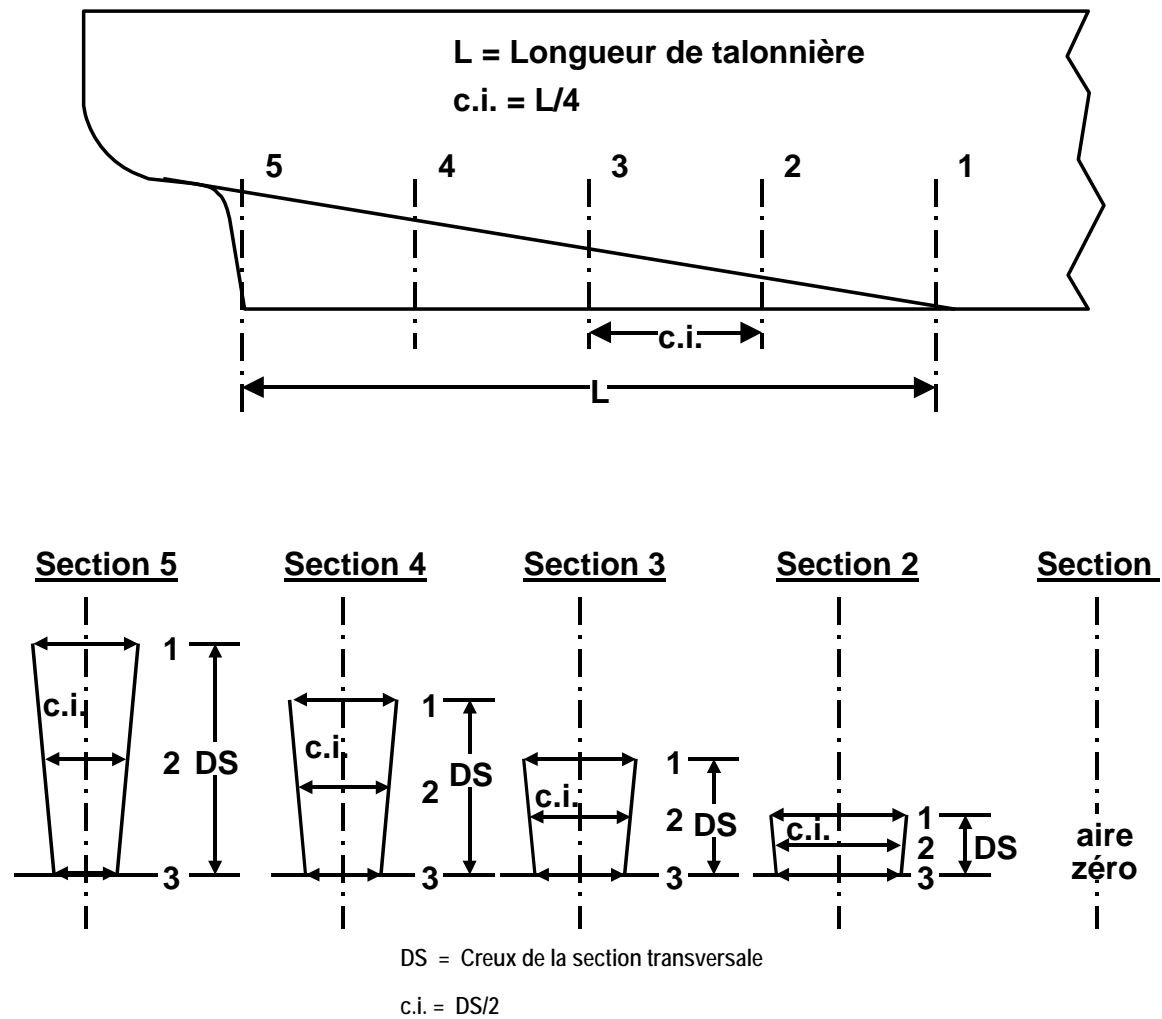 L = Longueur de talonnière
c.i. = L/4
5 4 3 2 1
c.i.
L
Section 5 Section 4 Section 3 Section 2 Section
1
c.i.
2 DS
3
1
c.i.
2 DS
3
1
c.i.
2 DS
3
1
c.i.
2 DS
3
aire
zéro
DS = Creux de la section transversale
c.i. = DS/2